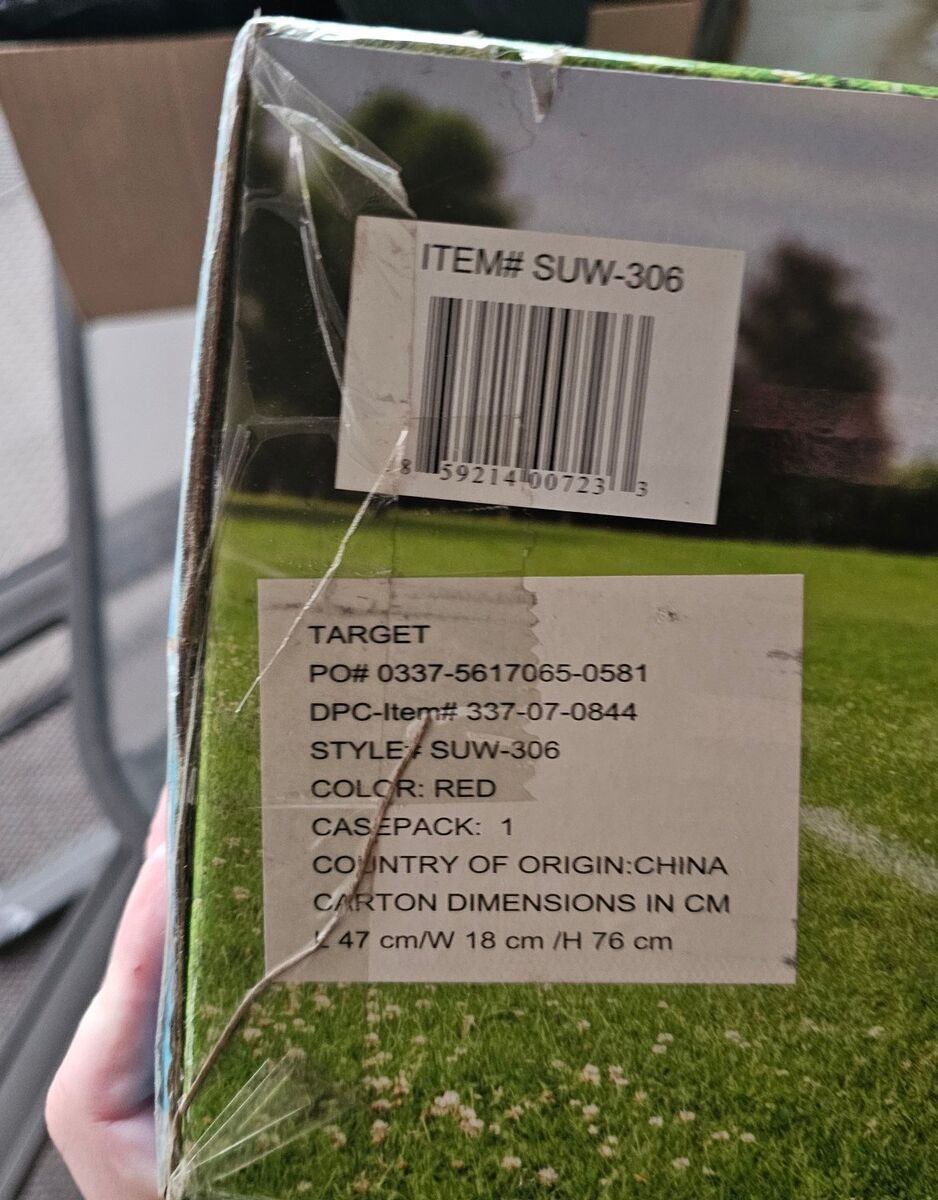 ITEM# SUW-306
8 59214 00723 3
TARGET
PO# 0337-5617065-0581
DPC-Item# 337-07-0844
STYLE# SUW-306
COLOR: RED
CASEPACK: 1
COUNTRY OF ORIGIN:CHINA
CARTON DIMENSIONS IN CM
L 47 cm/W 18 cm /H 76 cm